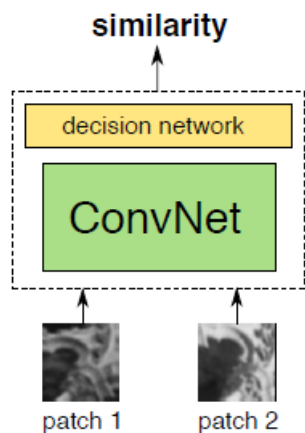 similarity
decision network
ConvNet
patch 1 patch 2